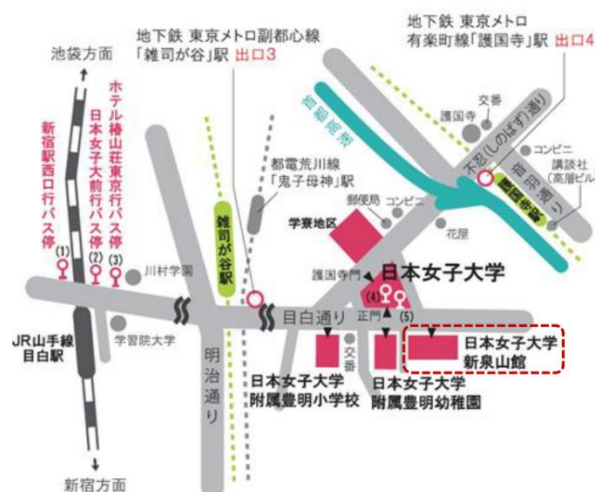 地下鉄 東京メトロ副都心線
「雑司が谷」駅 出口3
地下鉄 東京メトロ
有楽町線「護国寺」駅 出口4
池袋方面
ホテル椿山荘東京行バス停
日本女子大前行バス停
新宿駅西口行バス停
(1)
(2)
(3)
川村学園
学習院大学
JR山手線
目白駅
新宿方面
雑司が谷駅
都電荒川線
「鬼子母神」駅
首都高速
護国寺
交番
不忍(しのばず)通り
音羽通り
コンビニ
講談社
(高層ビル)
護国寺駅
郵便局
コンビニ
花屋
学寮地区
護国寺門
日本女子大学
(4)
(5)
正門
目白通り
明治通り
日本女子大学
附属豊明小学校
交番
日本女子大学
附属豊明幼稚園
日本女子大学
新泉山館